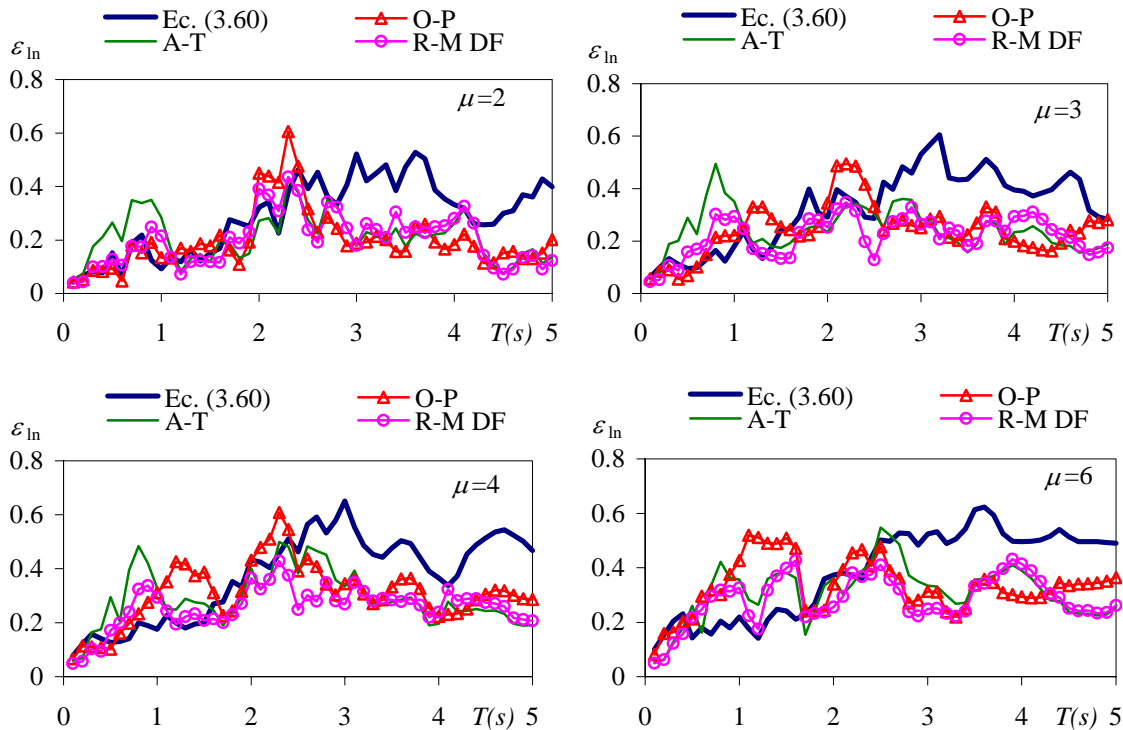 Ec. (3.60) O-P
A-T R-M DF
ε ln
0.8
0.6
0.4
0.2
0
μ=2
0 1 2 3 4 T(s) 5
Ec. (3.60) O-P
A-T R-M DF
ε ln
0.8
0.6
0.4
0.2
0
μ=3
0 1 2 3 4 T(s) 5
Ec. (3.60) O-P
A-T R-M DF
ε ln
0.8
0.6
0.4
0.2
0
μ=4
0 1 2 3 4 T(s) 5
Ec. (3.60) O-P
A-T R-M DF
ε ln
0.8
0.6
0.4
0.2
0
μ=6
0 1 2 3 4 T(s) 5